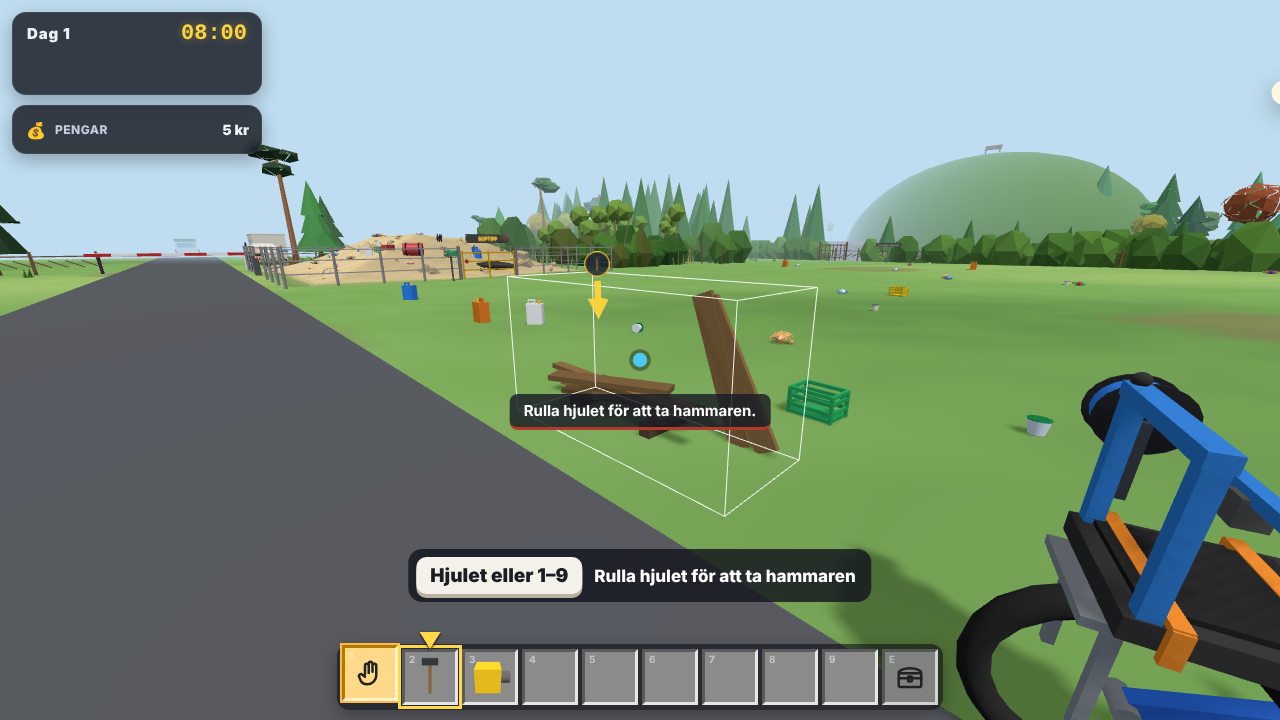 Dag 1
08:00
PENGAR
5 kr
Rulla hjulet för att ta hammaren.
Hjulet eller 1–9
Rulla hjulet för att ta hammaren
1
2
3
4
5
6
7
8
9
E